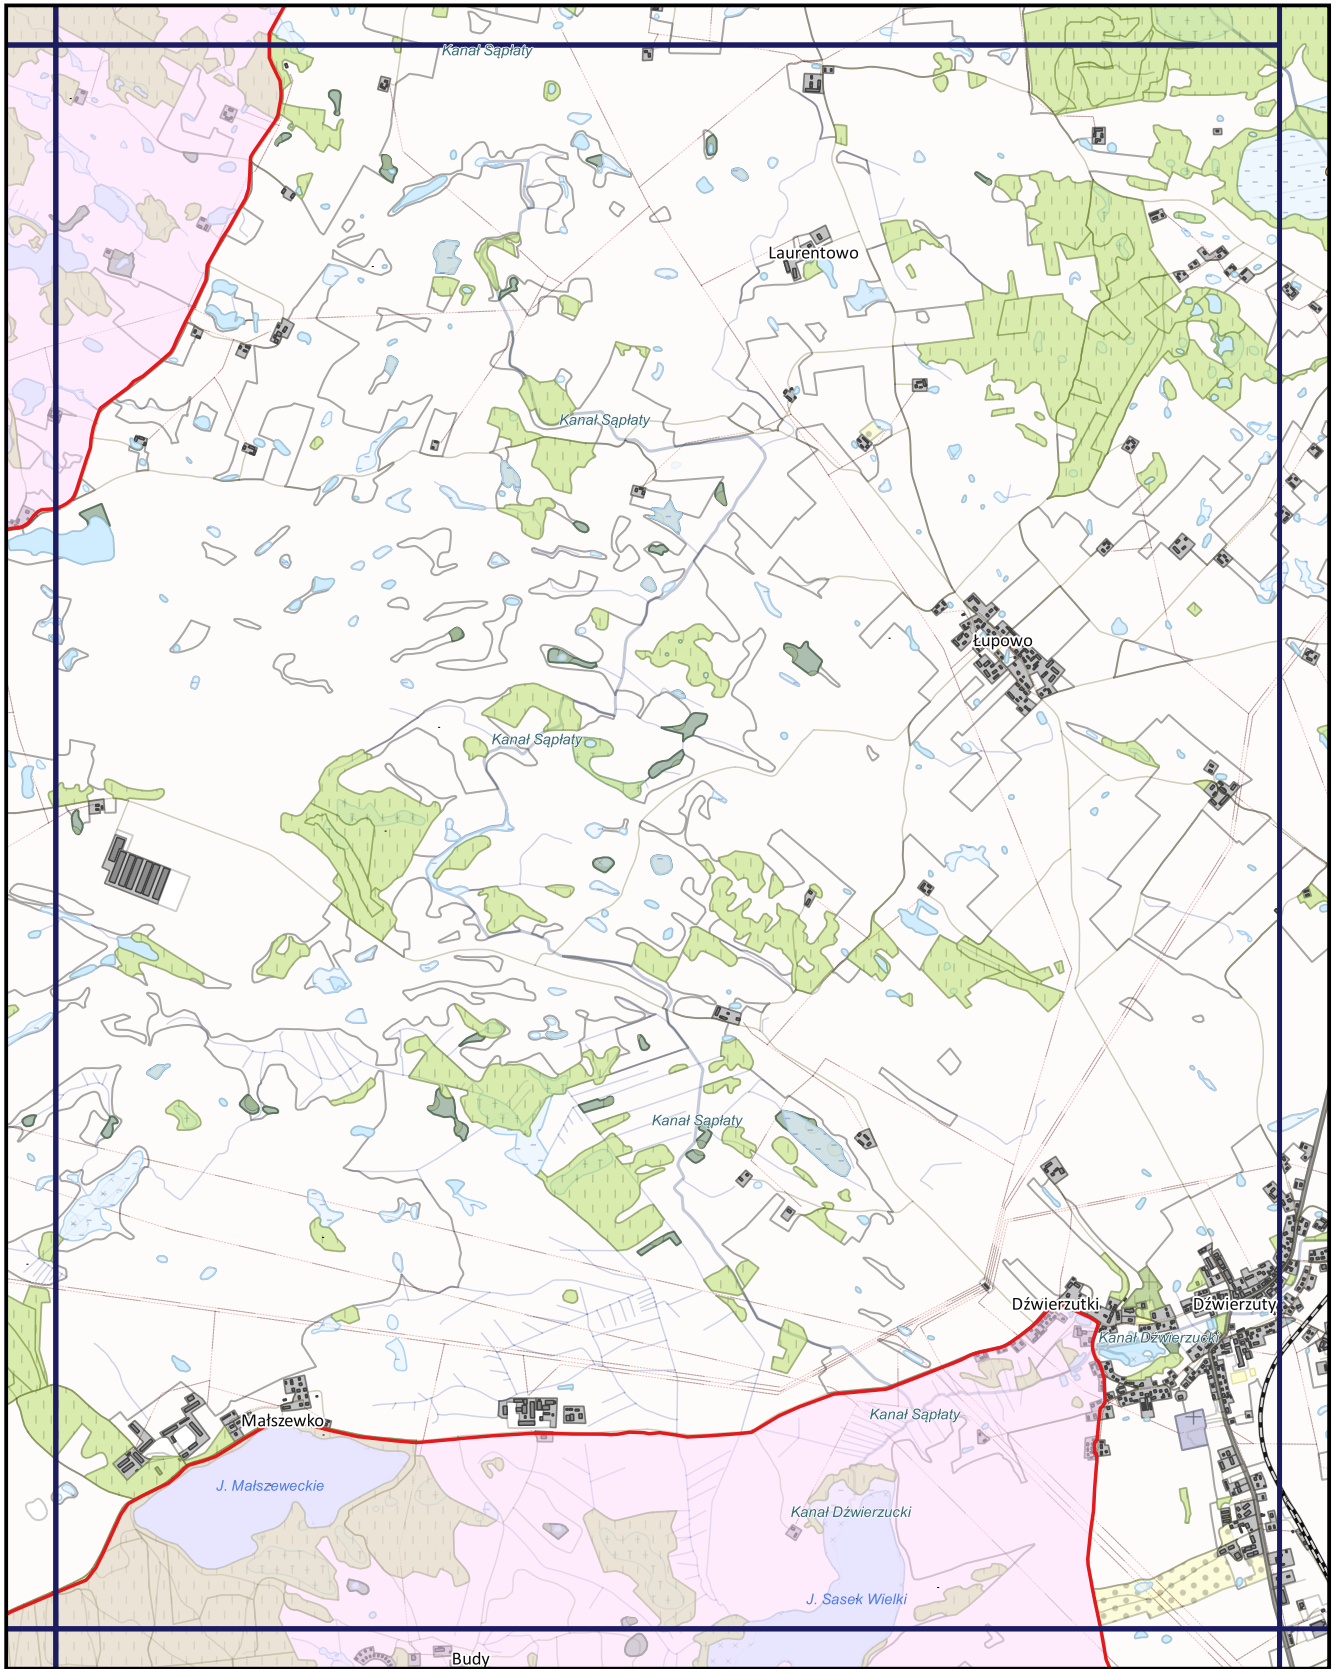 Kanał Sąpłaty
Laurentowo
Kanał Sąpłaty
Łupowo
Kanał Sąpłaty
Kanał Sąpłaty
Dźwierzutki
Dźwierzuty
Kanał Dźwierzucki
Małszewko
Kanał Sąpłaty
J. Małszeweckie
Kanał Dźwierzucki
J. Sasek Wielki
Budy